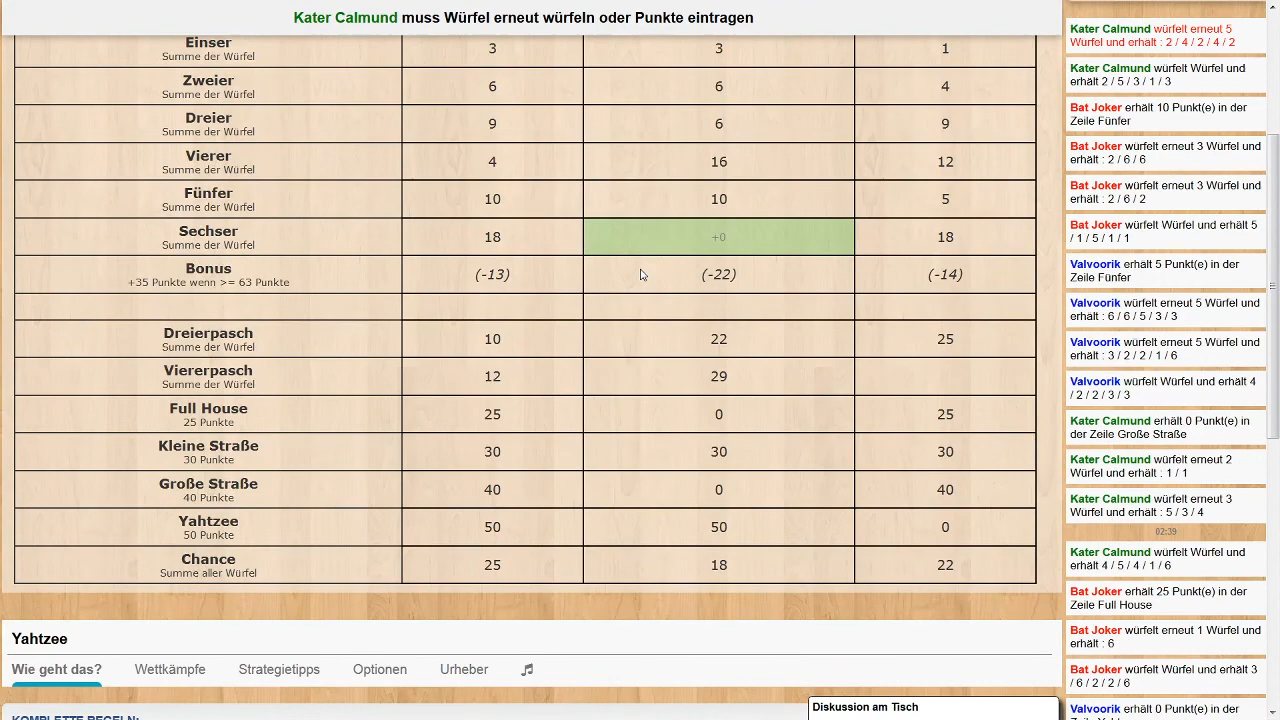 Kater Calmund muss Würfel erneut würfeln oder Punkte eintragen
Einser
Summe der Würfel
3 3 1
Zweier
Summe der Würfel
6 6 4
Dreier
Summe der Würfel
9 6 9
Vierer
Summe der Würfel
4 16 12
Fünfer
Summe der Würfel
10 10 5
Sechser
Summe der Würfel
18 +0 18
Bonus
+35 Punkte wenn >= 63 Punkte
(-13) (-22) (-14)
Dreierpasch
Summe der Würfel
10 22 25
Viererpasch
Summe der Würfel
12 29
Full House
25 Punkte
25 0 25
Kleine Straße
30 Punkte
30 30 30
Große Straße
40 Punkte
40 0 40
Yahtzee
50 Punkte
50 50 0
Chance
Summe aller Würfel
25 18 22
Yahtzee
Wie geht das? Wettkämpfe Strategietipps Optionen Urheber
KOMPLETTE REGELN:
Diskussion am Tisch
Kater Calmund würfelt erneut 5
Würfel und erhält : 2 / 4 / 2 / 4 / 2
Kater Calmund würfelt Würfel und
erhält 2 / 5 / 3 / 1 / 3
Bat Joker erhält 10 Punkt(e) in der
Zeile Fünfer
Bat Joker würfelt erneut 3 Würfel und
erhält : 2 / 6 / 6
Bat Joker würfelt erneut 3 Würfel und
erhält : 2 / 6 / 2
Bat Joker würfelt Würfel und erhält 5
/ 1 / 5 / 1 / 1
Valvoorik erhält 5 Punkt(e) in der
Zeile Fünfer
Valvoorik würfelt erneut 5 Würfel und
erhält : 6 / 6 / 5 / 3 / 3
Valvoorik würfelt erneut 5 Würfel und
erhält : 3 / 2 / 2 / 1 / 6
Valvoorik würfelt Würfel und erhält 4
/ 2 / 2 / 3 / 3
Kater Calmund erhält 0 Punkt(e) in
der Zeile Große Straße
Kater Calmund würfelt erneut 2
Würfel und erhält : 1 / 1
Kater Calmund würfelt erneut 3
Würfel und erhält : 5 / 3 / 4
02:39
Kater Calmund würfelt Würfel und
erhält 4 / 5 / 4 / 1 / 6
Bat Joker erhält 25 Punkt(e) in der
Zeile Full House
Bat Joker würfelt erneut 1 Würfel und
erhält : 6
Bat Joker würfelt Würfel und erhält 3
/ 6 / 2 / 2 / 6
Valvoorik erhält 0 Punkt(e) in der